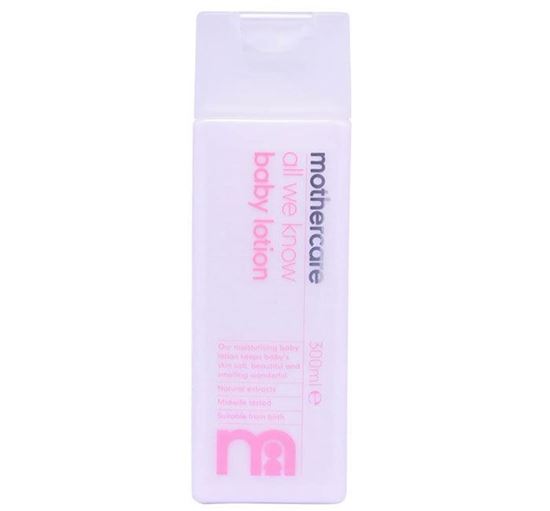 mothercare
all we know
baby lotion
300ml e
Our moisturising baby
lotion keeps baby's
skin soft, beautiful and
smelling wonderful
Natural extracts
Midwife tested
Suitable from birth
m